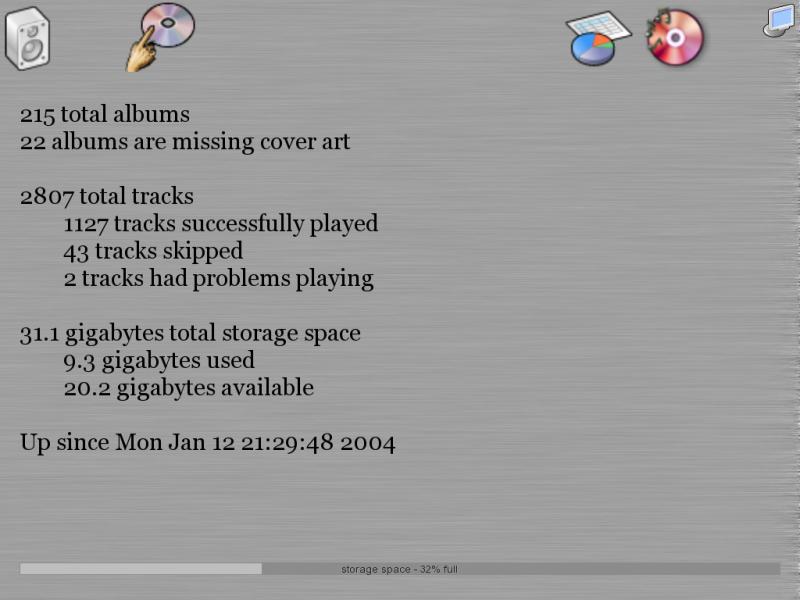 215 total albums
22 albums are missing cover art
2807 total tracks
1127 tracks successfully played
43 tracks skipped
2 tracks had problems playing
31.1 gigabytes total storage space
9.3 gigabytes used
20.2 gigabytes available
Up since Mon Jan 12 21:29:48 2004
storage space - 32% full